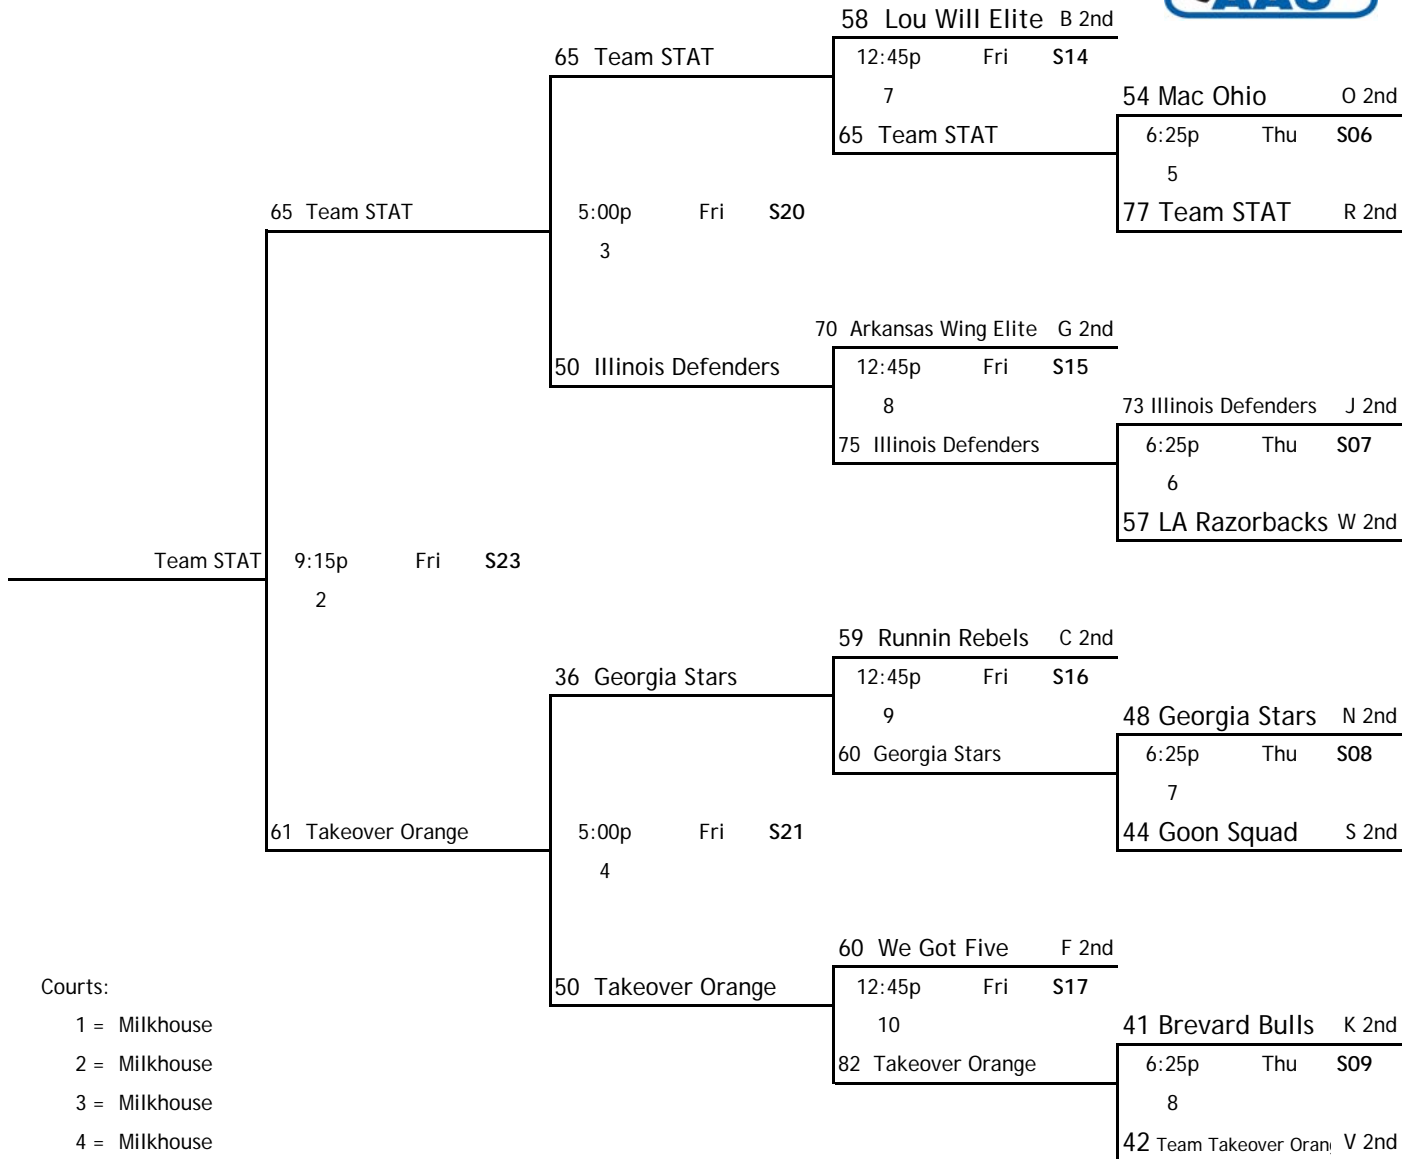 AAU
58 Lou Will Elite B 2nd
65 Team STAT 12:45p Fri S14
7 54 Mac Ohio O 2nd
65 Team STAT 6:25p Thu S06
5
65 Team STAT 5:00p Fri S20 77 Team STAT R 2nd
3
70 Arkansas Wing Elite G 2nd
50 Illinois Defenders 12:45p Fri S15
8 73 Illinois Defenders J 2nd
75 Illinois Defenders 6:25p Thu S07
6
57 LA Razorbacks W 2nd
Team STAT 9:15p Fri S23
2
59 Runnin Rebels C 2nd
36 Georgia Stars 12:45p Fri S16
9 48 Georgia Stars N 2nd
60 Georgia Stars 6:25p Thu S08
7
61 Takeover Orange 5:00p Fri S21 44 Goon Squad S 2nd
4
60 We Got Five F 2nd
Courts: 50 Takeover Orange 12:45p Fri S17
1 = Milkhouse 10 41 Brevard Bulls K 2nd
2 = Milkhouse 82 Takeover Orange 6:25p Thu S09
3 = Milkhouse 8
4 = Milkhouse 42 Team Takeover V 2nd